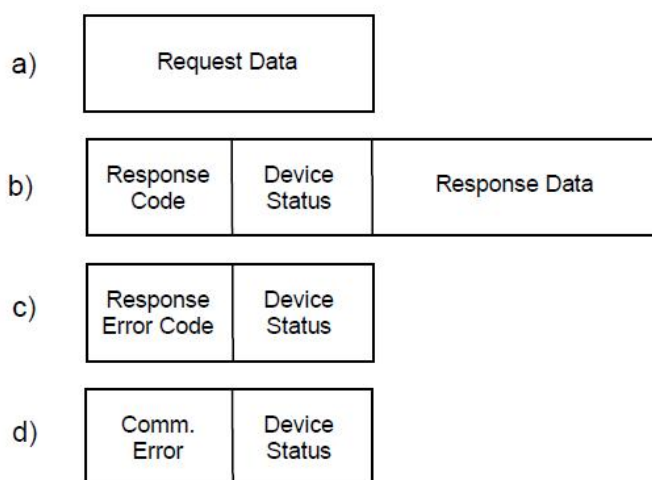 a) Request Data
b) Response Code Device Status Response Data
c) Response Error Code Device Status
d) Comm. Error Device Status